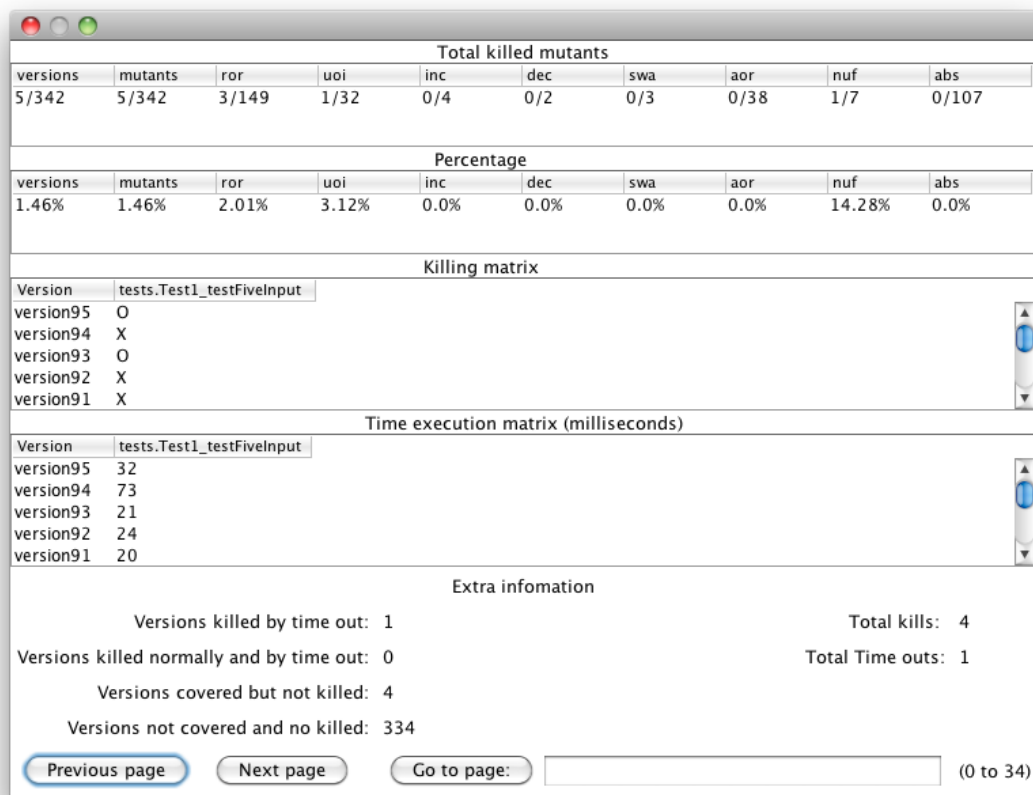 Total killed mutants
versions mutants ror uoi inc dec swa aor nuf abs
5/342 5/342 3/149 1/32 0/4 0/2 0/3 0/38 1/7 0/107
Percentage
versions mutants ror uoi inc dec swa aor nuf abs
1.46% 1.46% 2.01% 3.12% 0.0% 0.0% 0.0% 0.0% 14.28% 0.0%
Killing matrix
Version tests.Test1_testFiveInput
version95 O
version94 X
version93 O
version92 X
version91 X
Time execution matrix (milliseconds)
Version tests.Test1_testFiveInput
version95 32
version94 73
version93 21
version92 24
version91 20
Extra infomation
Versions killed by time out: 1 Total kills: 4
Versions killed normally and by time out: 0 Total Time outs: 1
Versions covered but not killed: 4
Versions not covered and no killed: 334
Previous page Next page Go to page: (0 to 34)